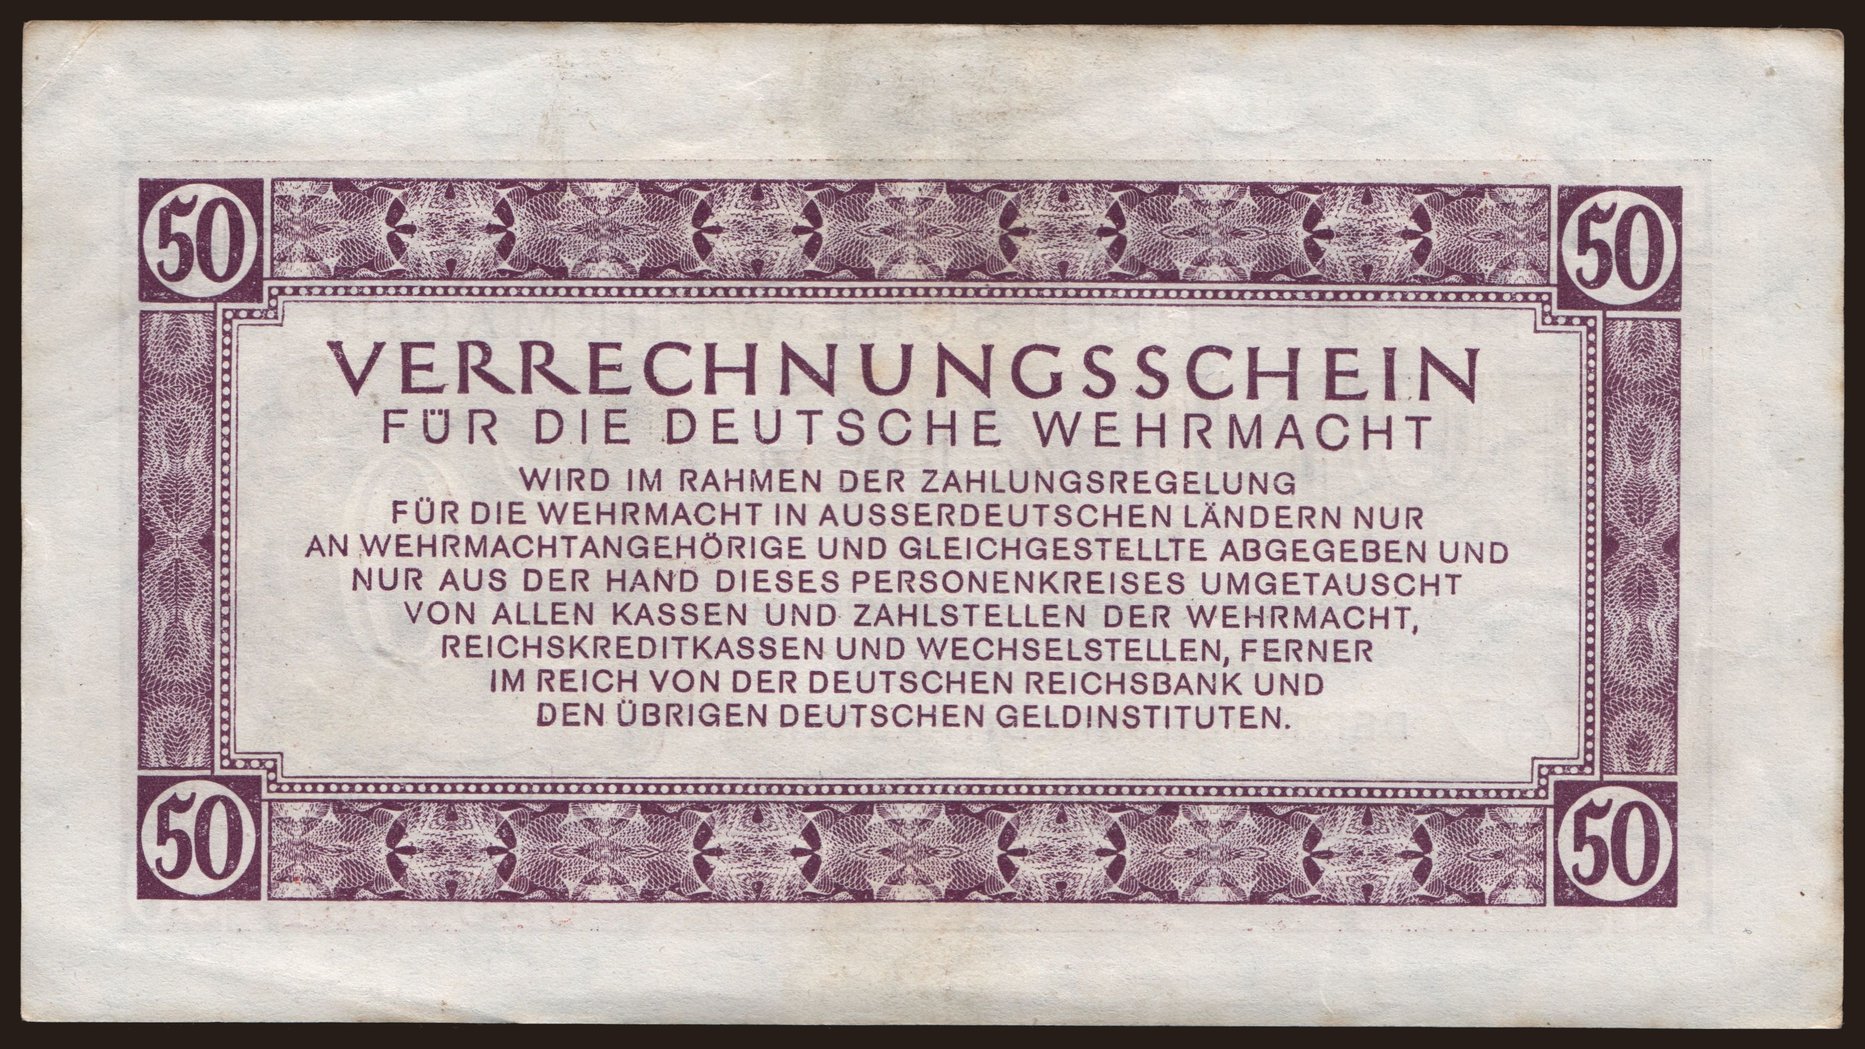 50 50
VERRECHNUNGSSCHEIN
FÜR DIE DEUTSCHE WEHRMACHT
WIRD IM RAHMEN DER ZAHLUNGSREGELUNG
FÜR DIE WEHRMACHT IN AUSSERDEUTSCHEN LÄNDERN NUR
AN WEHRMACHTANGEHÖRIGE UND GLEICHGESTELLTE ABGEGEBEN UND
NUR AUS DER HAND DIESES PERSONENKREISES UMGETAUSCHT
VON ALLEN KASSEN UND ZAHLSTELLEN DER WEHRMACHT,
REICHSKREDITKASSEN UND WECHSELSTELLEN, FERNER
IM REICH VON DER DEUTSCHEN REICHSBANK UND
DEN ÜBRIGEN DEUTSCHEN GELDINSTITUTEN.
50 50